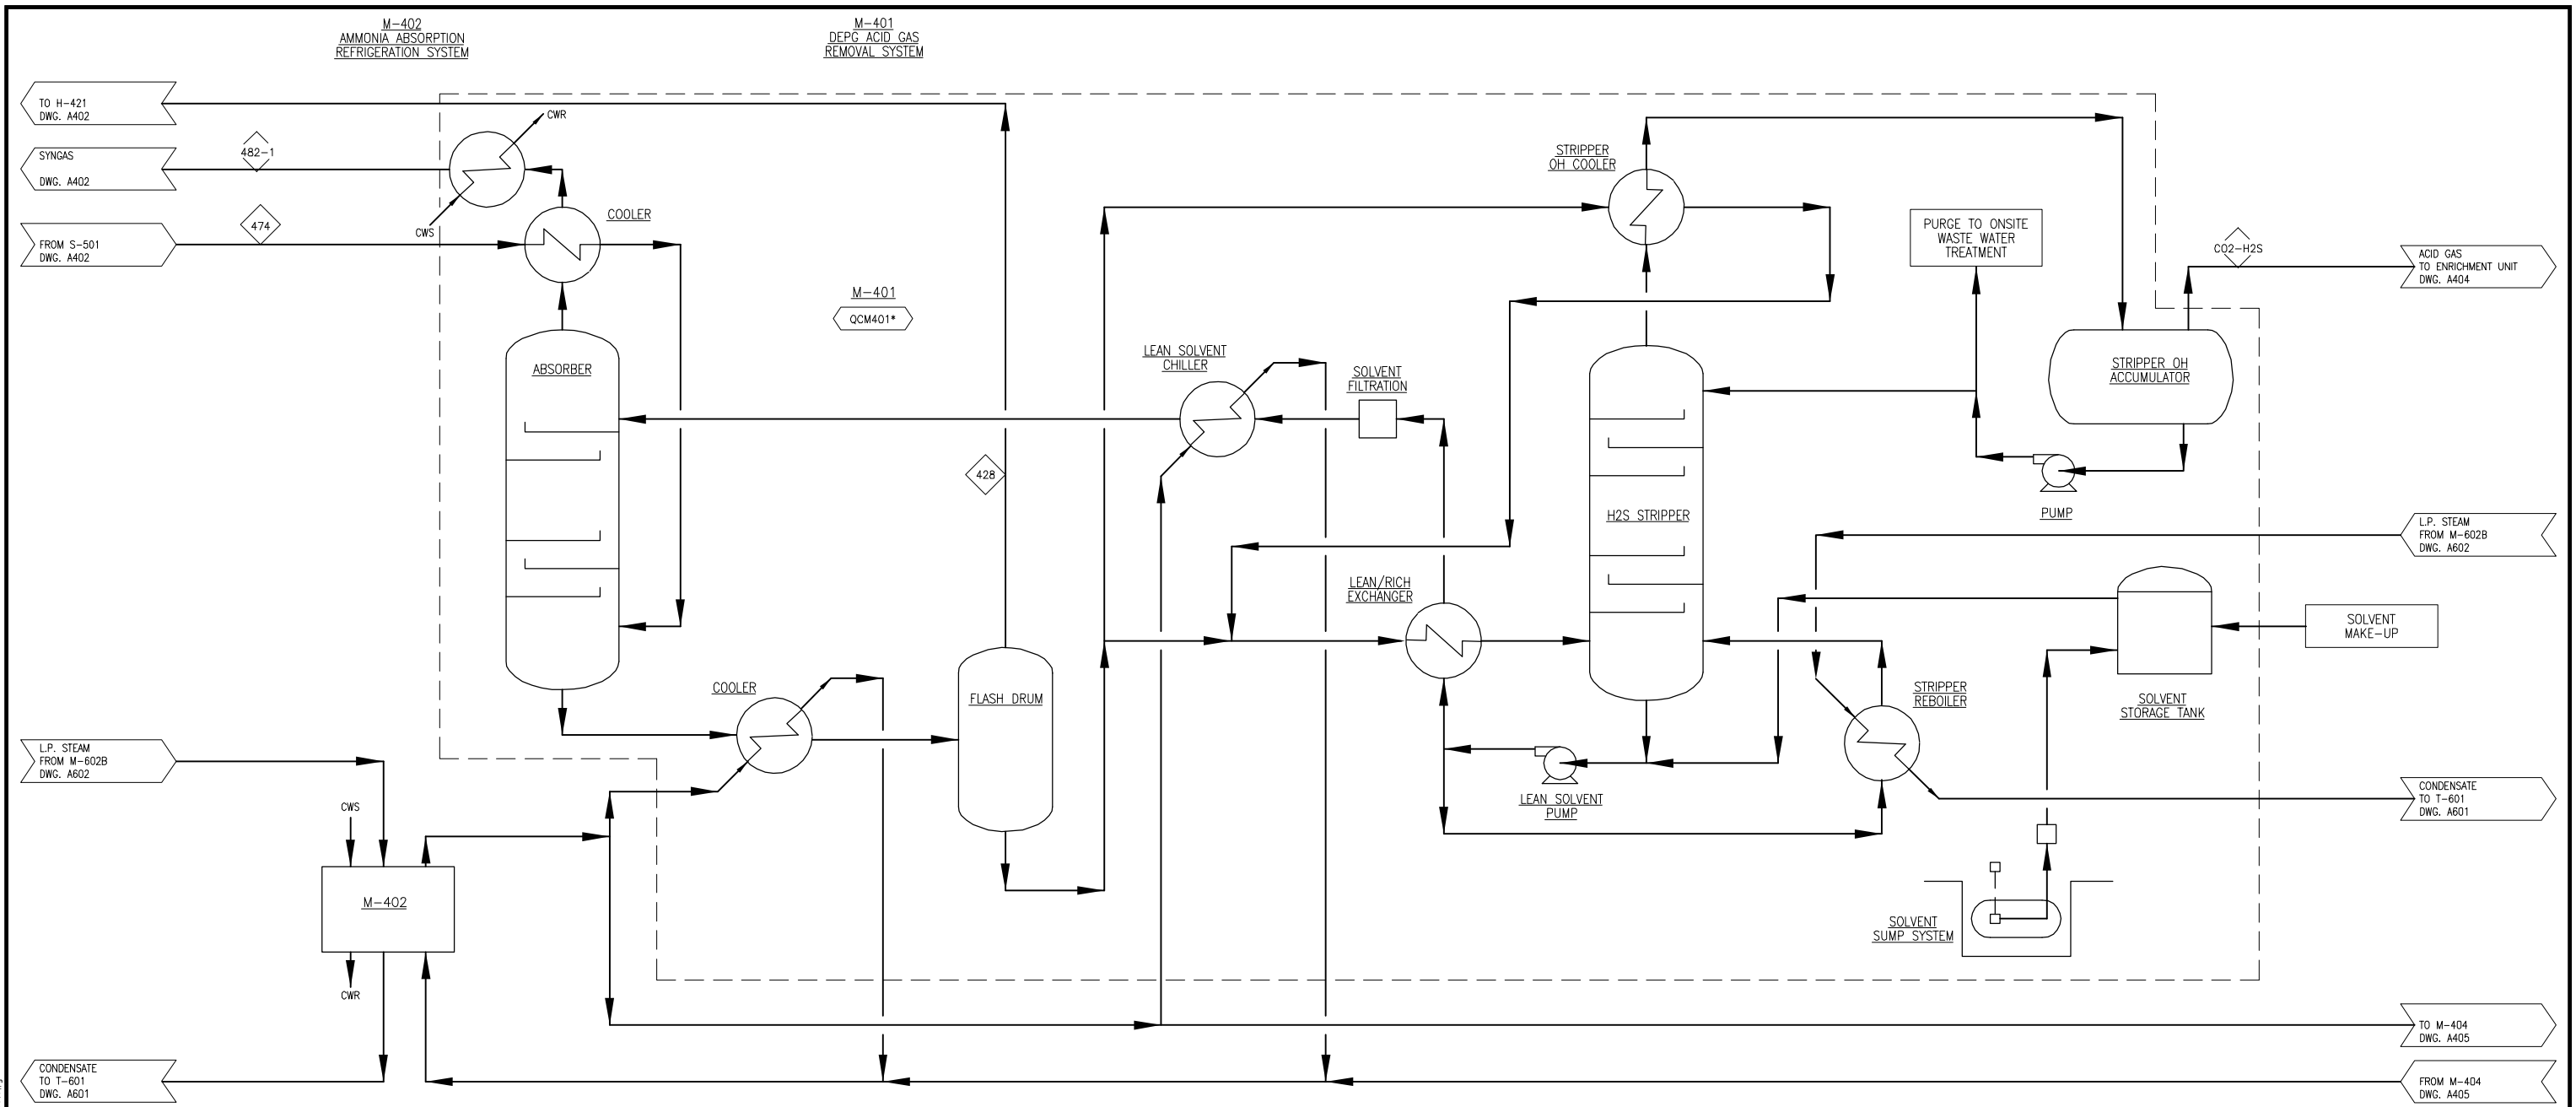 M-402
AMMONIA ABSORPTION
REFRIGERATION SYSTEM
M-401
DEPG ACID GAS
REMOVAL SYSTEM
TO H-421
DWG. A402
CWR
SYNGAS
DWG. A402
482-1
STRIPPER
OH COOLER
COOLER
474
CWS
FROM S-501
DWG. A402
PURGE TO ONSITE
WASTE WATER
TREATMENT
CO2-H2S
ACID GAS
TO ENRICHMENT UNIT
DWG. A404
M-401
QCM401*
ABSORBER
LEAN SOLVENT
CHILLER
SOLVENT
FILTRATION
STRIPPER OH
ACCUMULATOR
428
H2S STRIPPER
PUMP
L.P. STEAM
FROM M-602B
DWG. A602
LEAN/RICH
EXCHANGER
SOLVENT
MAKE-UP
COOLER
FLASH DRUM
STRIPPER
REBOILER
SOLVENT
STORAGE TANK
L.P. STEAM
FROM M-602B
DWG. A602
CWS
LEAN SOLVENT
PUMP
CONDENSATE
TO T-601
DWG. A601
M-402
SOLVENT
SUMP SYSTEM
CWR
TO M-404
DWG. A405
CONDENSATE
TO T-601
DWG. A601
FROM M-404
DWG. A405